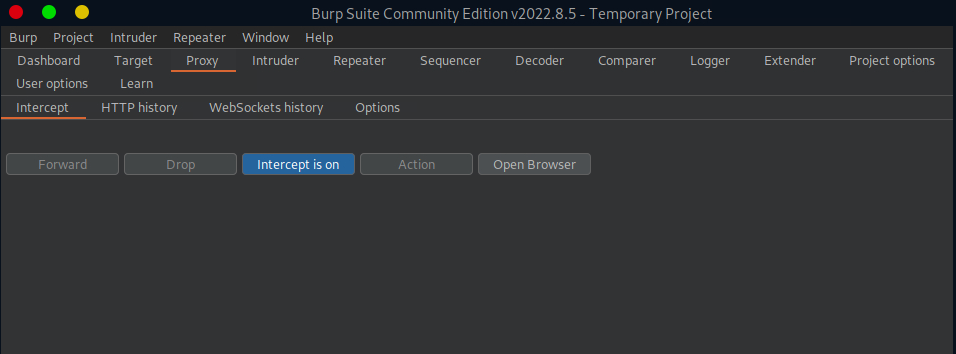 Burp Suite Community Edition v2022.8.5 - Temporary Project
Burp Project Intruder Repeater Window Help
Dashboard Target Proxy Intruder Repeater Sequencer Decoder Comparer Logger Extender Project options
User options Learn
Intercept HTTP history WebSockets history Options
Forward Drop Intercept is on Action Open Browser